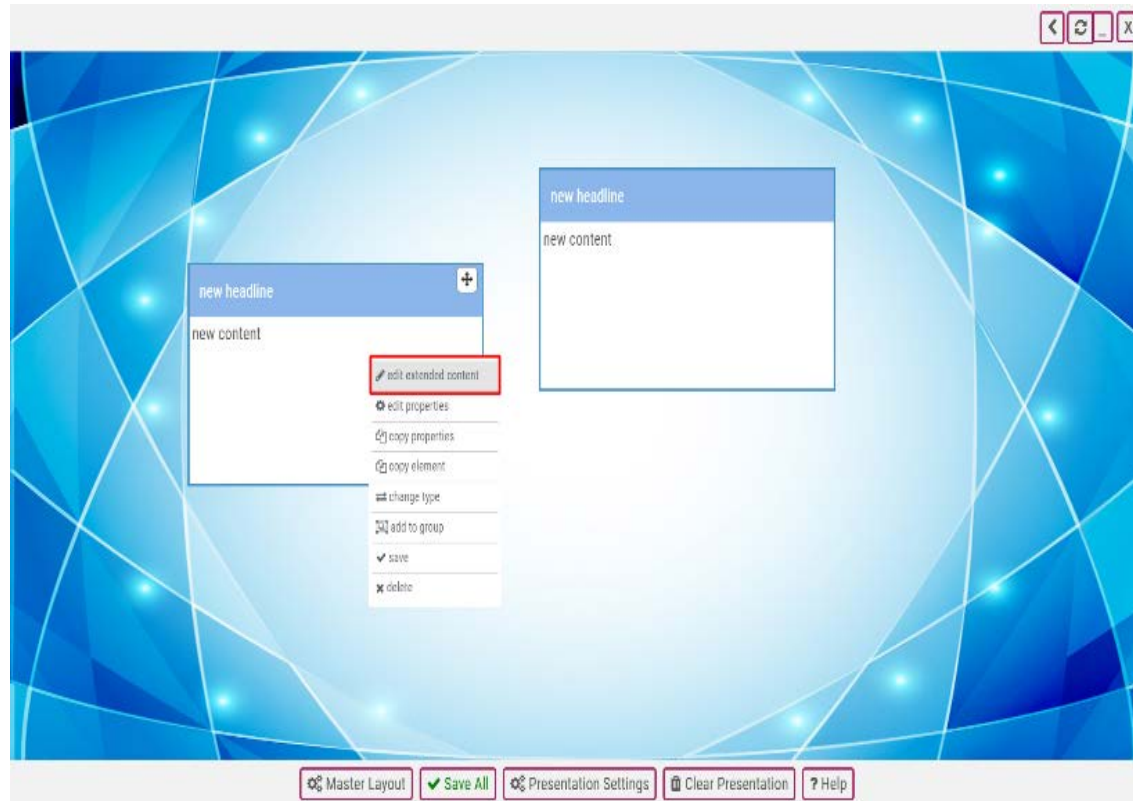 _ X
new headline
new content
new headline
new content
edit extended content
edit properties
copy properties
copy element
change type
add to group
save
delete
Master Layout
Save All
Presentation Settings
Clear Presentation
? Help